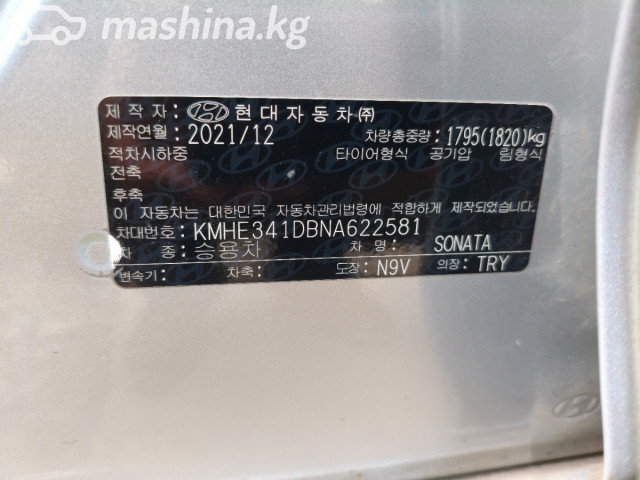 mashina.kg
제 작 자: HYUNDAI 현대자동차㈜
제작연월: 2021/12 차량총중량: 1795(1820)kg
적차시하중 타이어형식 공기압 림형식
전축
후축
이 자동차는 대한민국 자동차관리법령에 적합하게 제작되었음.
차대번호: KMHE341DBNA622581
차 종: 승용차 차 명: SONATA
변속기: 차축: 도장: N9V 의장: TRY